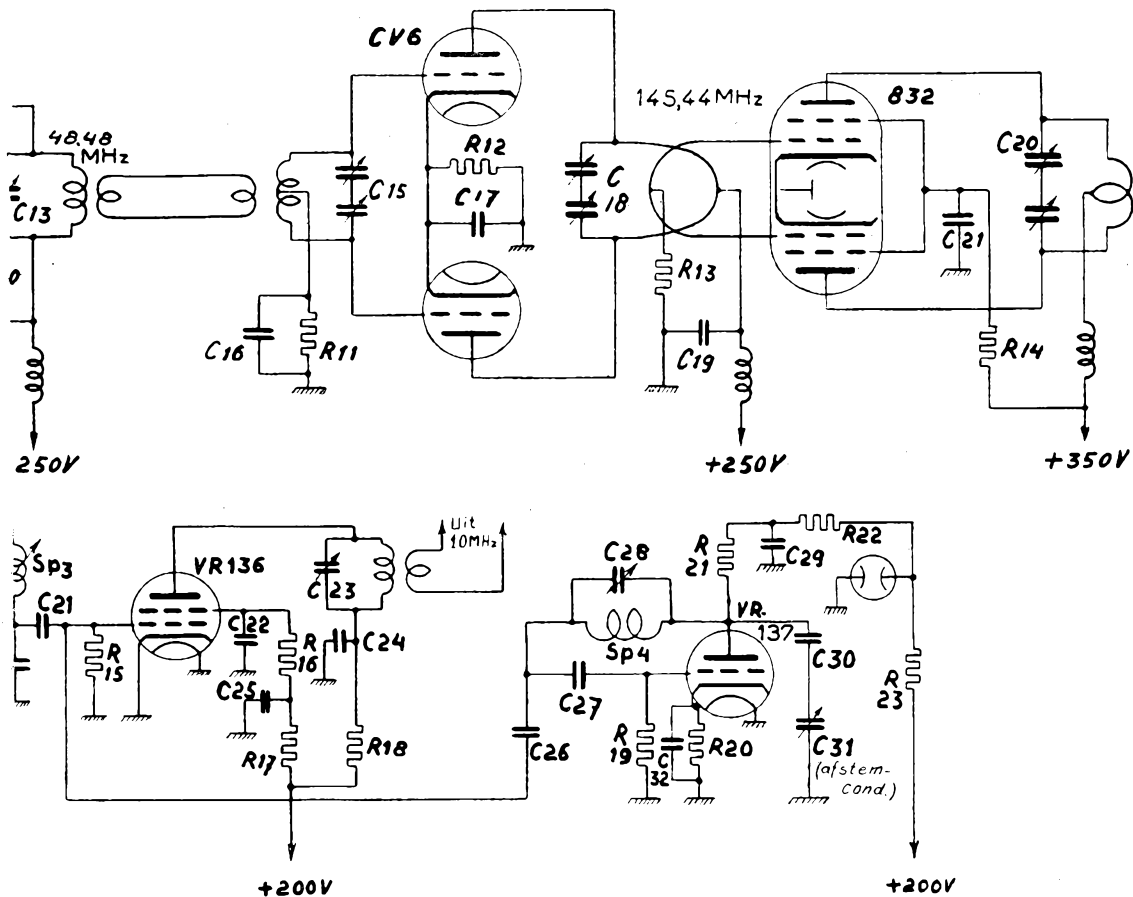 CV6
145,44MHz
832
48.48
MHz
R12
C20
C13
C15
C17
C
18
C21
0
R13
C16
R11
C19
R14
250V
+250V
+350V
Uit
10MHz
Sp3
VR136
R
21
C29
R22
C28
C21
C23
VR.
137
C22
R
15
R
16
C24
Sp4
C30
C25
C27
R
23
R17
R18
C26
R
19
C
32
R20
C31
(afstem-
cond.)
+200V
+200V